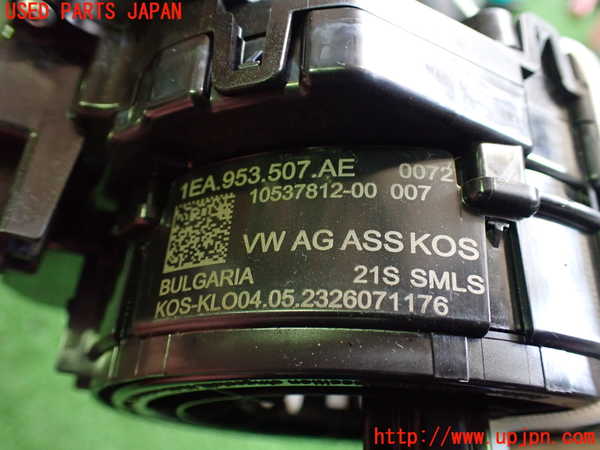 USED PARTS JAPAN
1EA.953.507.AE 0072
10537812-00 007
VW AG ASS KOS
BULGARIA 21S SMLS
KOS-KLO04.05.2326071176
http://www.upjpn.com/